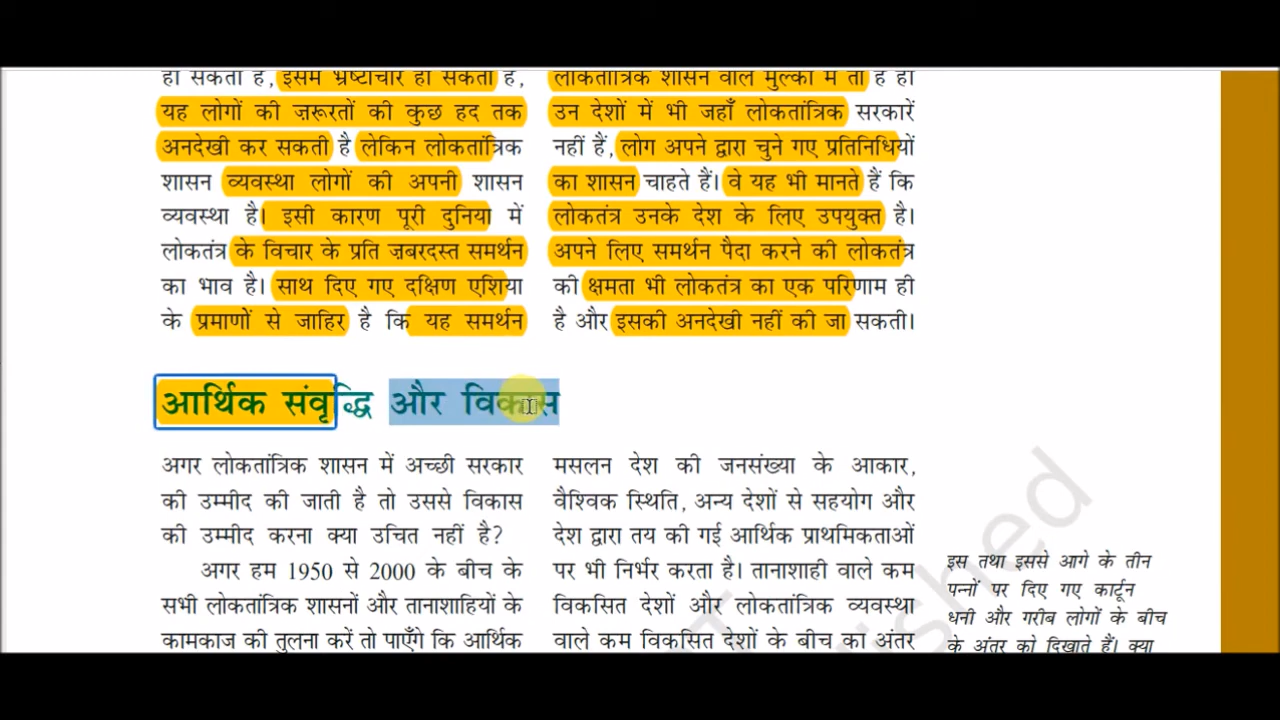 हो सकती है, इसमें भ्रष्टाचार हो सकता है,
यह लोगों की ज़रूरतों की कुछ हद तक
अनदेखी कर सकती है लेकिन लोकतांत्रिक
शासन व्यवस्था लोगों की अपनी शासन
व्यवस्था है। इसी कारण पूरी दुनिया में
लोकतंत्र के विचार के प्रति ज़बरदस्त समर्थन
का भाव है। साथ दिए गए दक्षिण एशिया
के प्रमाणों से जाहिर है कि यह समर्थन
लोकतांत्रिक शासन वाले मुल्कों में तो है ही
उन देशों में भी जहाँ लोकतांत्रिक सरकारें
नहीं हैं, लोग अपने द्वारा चुने गए प्रतिनिधियों
का शासन चाहते हैं। वे यह भी मानते हैं कि
लोकतंत्र उनके देश के लिए उपयुक्त है।
अपने लिए समर्थन पैदा करने की लोकतंत्र
की क्षमता भी लोकतंत्र का एक परिणाम ही
है और इसकी अनदेखी नहीं की जा सकती।
आर्थिक संवृद्धि और विकास
अगर लोकतांत्रिक शासन में अच्छी सरकार
की उम्मीद की जाती है तो उससे विकास
की उम्मीद करना क्या उचित नहीं है?
अगर हम 1950 से 2000 के बीच के
सभी लोकतांत्रिक शासनों और तानाशाहियों के
कामकाज की तुलना करें तो पाएँगे कि आर्थिक
मसलन देश की जनसंख्या के आकार,
वैश्विक स्थिति, अन्य देशों से सहयोग और
देश द्वारा तय की गई आर्थिक प्राथमिकताओं
पर भी निर्भर करता है। तानाशाही वाले कम
विकसित देशों और लोकतांत्रिक व्यवस्था
वाले कम विकसित देशों के बीच का अंतर
इस तथा इससे आगे के तीन
पन्नों पर दिए गए कार्टून
धनी और गरीब लोगों के बीच
के अंतर को दिखाते हैं। क्या